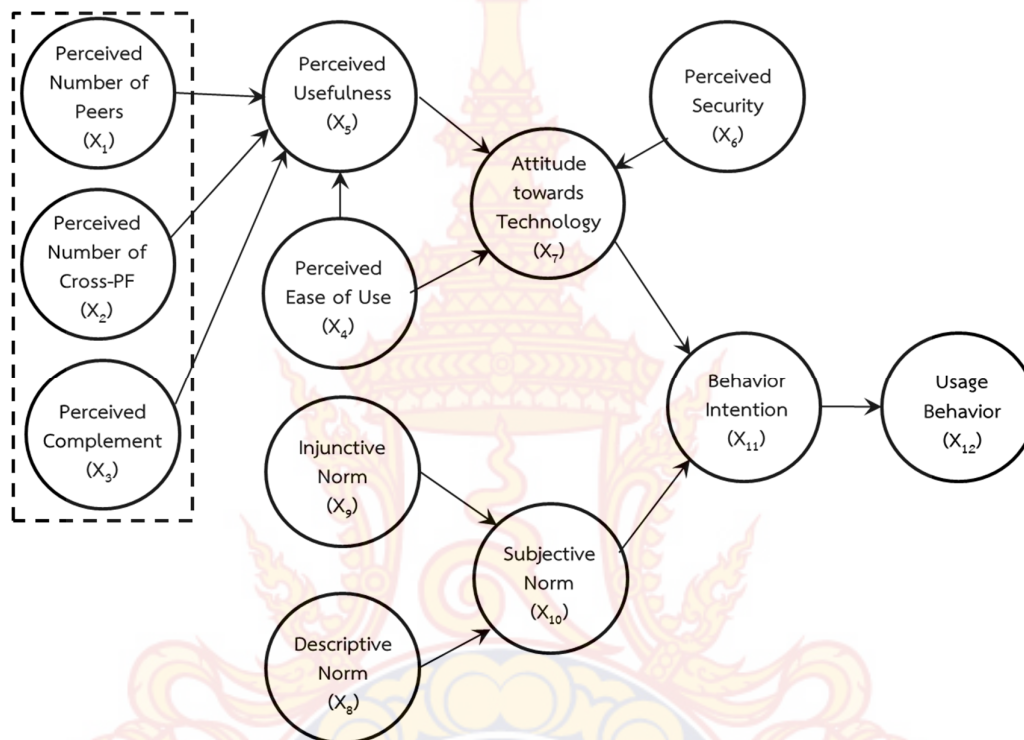 Perceived
Number of
Peers
(X₁)
Perceived
Number of
Cross-PF
(X₂)
Perceived
Complement
(X₃)
Perceived
Usefulness
(X₅)
Perceived
Ease of Use
(X₄)
Injunctive
Norm
(X₉)
Descriptive
Norm
(X₈)
Attitude
towards
Technology
(X₇)
Subjective
Norm
(X₁₀)
Perceived
Security
(X₆)
Behavior
Intention
(X₁₁)
Usage
Behavior
(X₁₂)